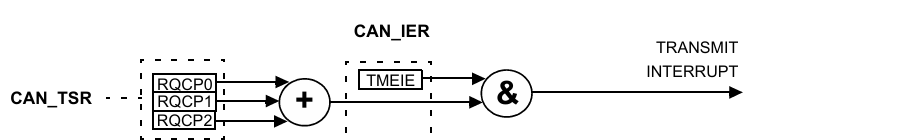 CAN_IER
TRANSMIT
INTERRUPT
TMEIE
&
RQCP0
CAN_TSR
RQCP1
+
RQCP2